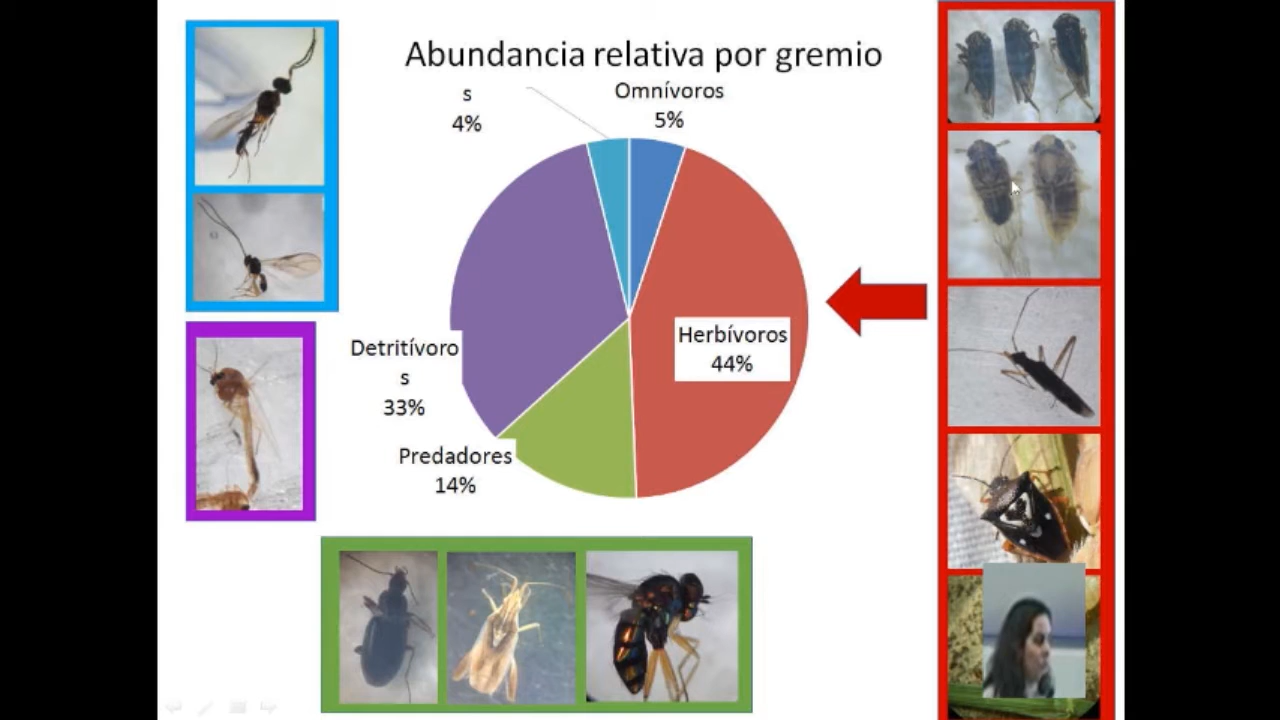 Abundancia relativa por gremio
s
4%
Omnívoros
5%
Herbívoros
44%
Detritívoro
s
33%
Predadores
14%